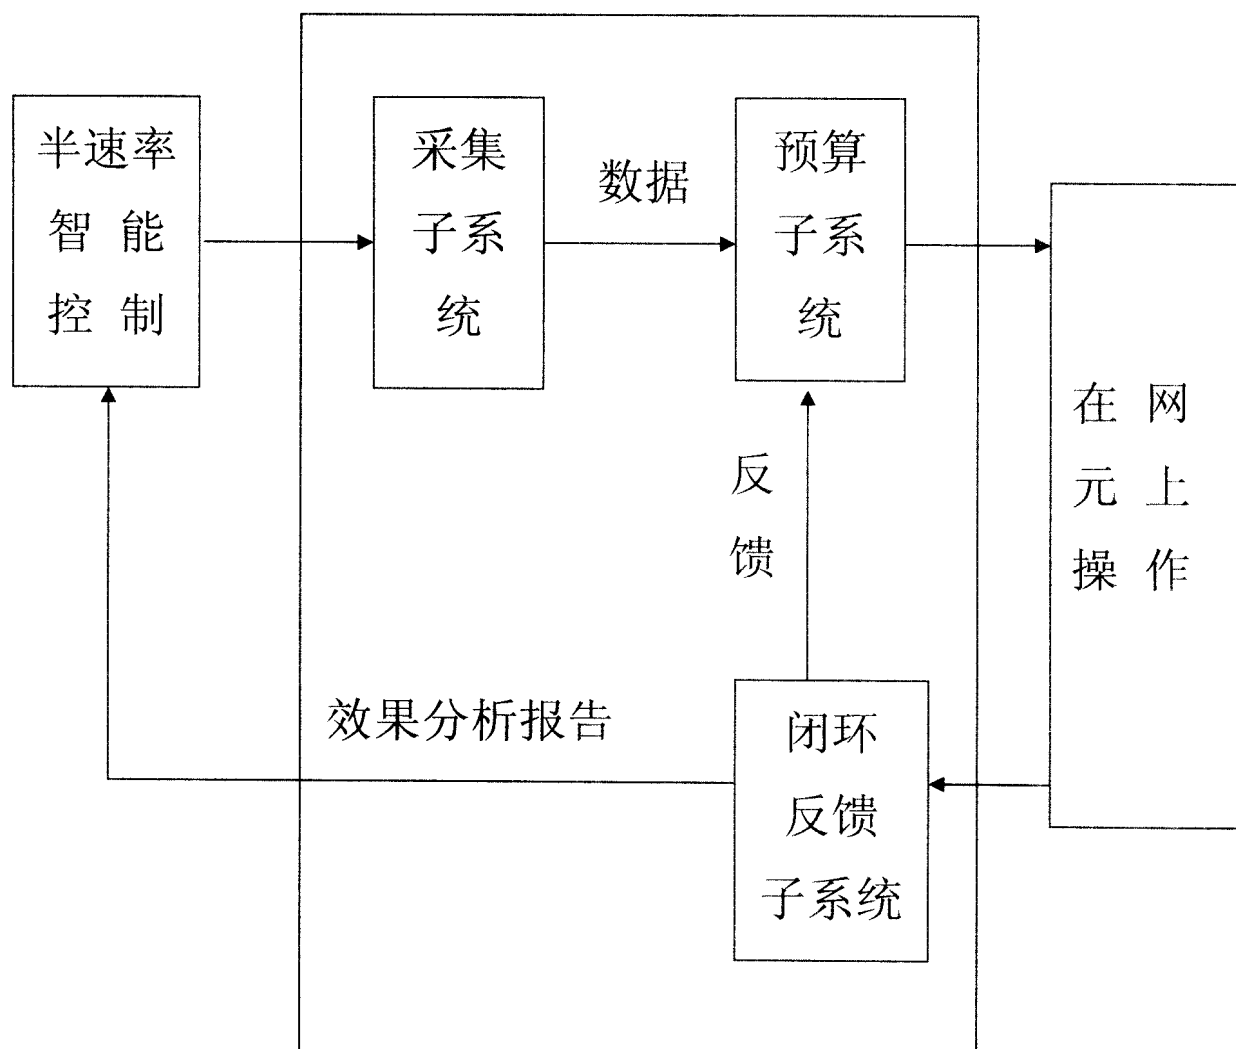 半速率
智 能
控 制
采集
子系
统
数据
预算
子系
统
在 网
元 上
操 作
反
馈
效果分析报告
闭环
反馈
子系统